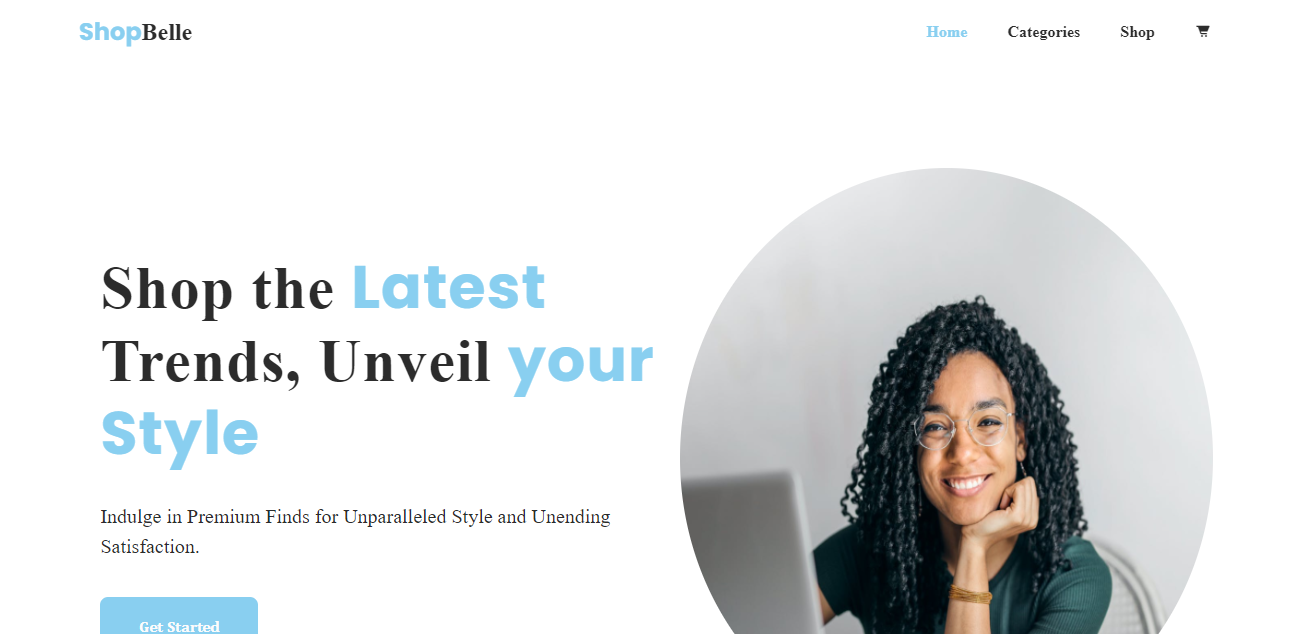 ShopBelle
Home Categories Shop
Shop the Latest
Trends, Unveil your
Style
Indulge in Premium Finds for Unparalleled Style and Unending
Satisfaction.
Get Started